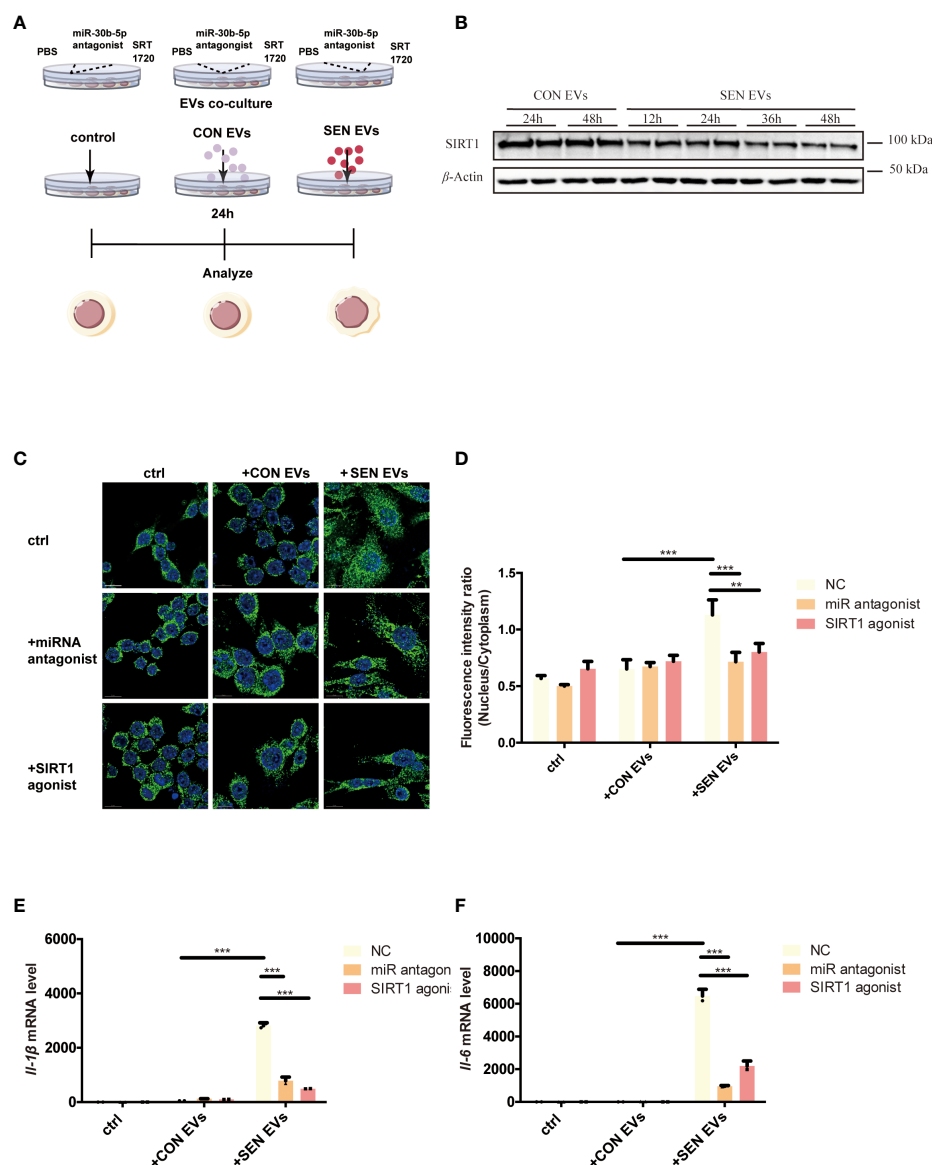 A
miR-30b-5p
antagonist
PBS
SRT
1720
miR-30b-5p
antagongist
PBS
SRT
1720
miR-30b-5p
antagonist
PBS
SRT
1720
EVs co-culture
control
CON EVs
SEN EVs
24h
Analyze
B
CON EVs SEN EVs
24h 48h 12h 24h 36h 48h
SIRT1
100 kDa
50 kDa
β-Actin
C
ctrl +CON EVs +SEN EVs
ctrl
+miRNA
antagonist
+SIRT1
agonist
D
Fluorescence intensity ratio
(Nucleus/Cytoplasm)
1.5
1.0
0.5
0.0
***
***
**
NC
miR antagonist
SIRT1 agonist
ctrl
+CON EVs
+SEN EVs
E
Il-1β mRNA level
6000
4000
2000
0
***
***
***
NC
miR antagon
SIRT1 agonis
ctrl
+CON EVs
+SEN EVs
F
Il-6 mRNA level
10000
8000
6000
4000
2000
0
***
***
***
NC
miR antagonist
SIRT1 agonist
ctrl
+CON EVs
+SEN EVs